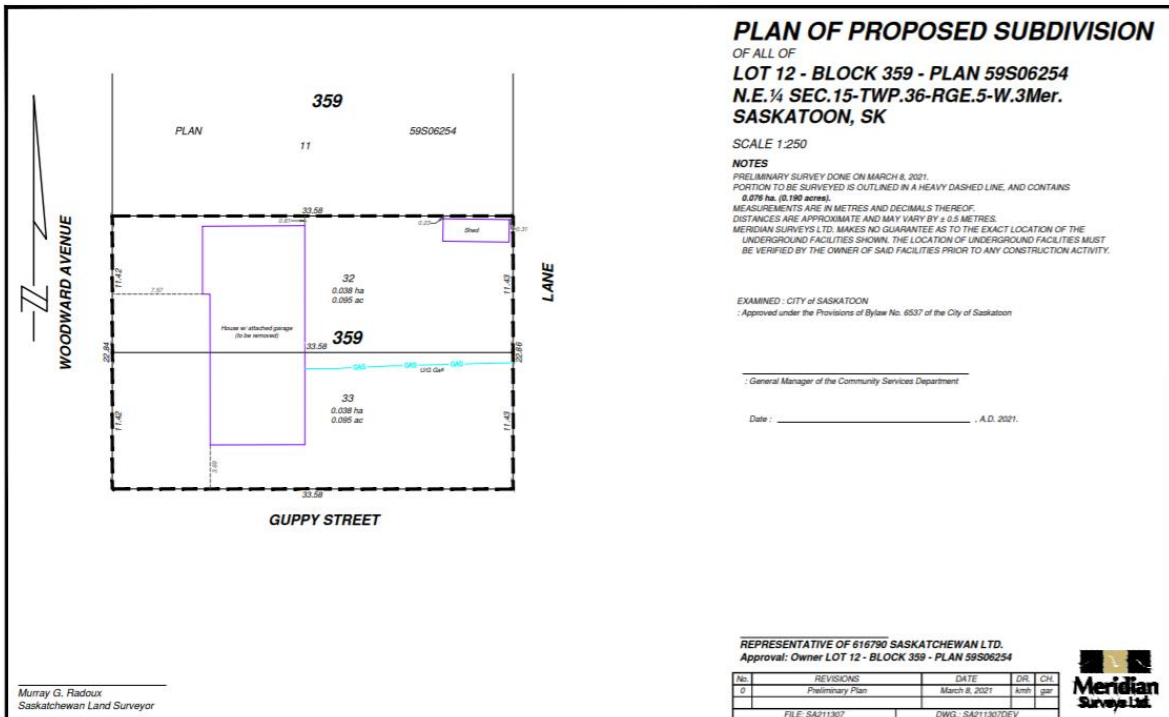 PLAN OF PROPOSED SUBDIVISION
OF ALL OF
LOT 12 - BLOCK 359 - PLAN 59S06254
N.E.¼ SEC.15-TWP.36-RGE.5-W.3Mer.
SASKATOON, SK
SCALE 1:250
NOTES
PRELIMINARY SURVEY DONE ON MARCH 8, 2021.
PORTION TO BE SURVEYED IS OUTLINED IN A HEAVY DASHED LINE, AND CONTAINS
0.076 ha. (0.190 acres).
MEASUREMENTS ARE IN METRES AND DECIMALS THEREOF.
DISTANCES ARE APPROXIMATE AND MAY VARY BY ± 0.5 METRES.
MERIDIAN SURVEYS LTD. MAKES NO GUARANTEE AS TO THE EXACT LOCATION OF THE
UNDERGROUND FACILITIES SHOWN. THE LOCATION OF UNDERGROUND FACILITIES MUST
BE VERIFIED BY THE OWNER OF SAID FACILITIES PRIOR TO ANY CONSTRUCTION ACTIVITY.
EXAMINED : CITY of SASKATOON
: Approved under the Provisions of Bylaw No. 6537 of the City of Saskatoon
: General Manager of the Community Services Department
Date : , A.D. 2021.
359
PLAN 59S06254
11
33.58
0.23
Shed
0.31
WOODWARD AVENUE
11.42
7.57
32
0.038 ha
0.095 ac
11.43
LANE
House w/ attached garage
(to be removed)
359
33.58
22.84
22.86
GAS GAS GAS
U/G Gas
33
0.038 ha
0.095 ac
11.42
11.43
33.58
GUPPY STREET
REPRESENTATIVE OF 616790 SASKATCHEWAN LTD.
Approval: Owner LOT 12 - BLOCK 359 - PLAN 59S06254
No. REVISIONS DATE DR. CH.
0 Preliminary Plan March 8, 2021 kmh gar
FILE: SA211307 DWG.: SA211307DEV
Meridian
Surveys Ltd.
Murray G. Radoux
Saskatchewan Land Surveyor